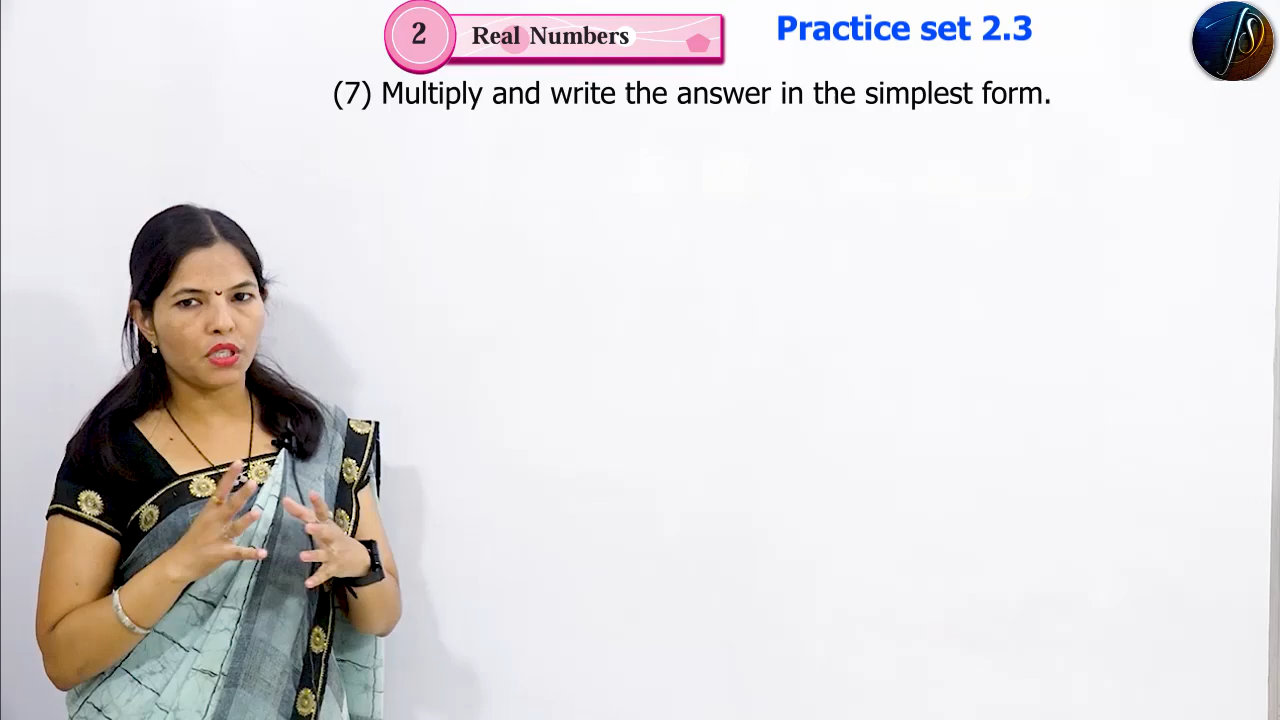 2 Real Numbers Practice set 2.3
(7) Multiply and write the answer in the simplest form.